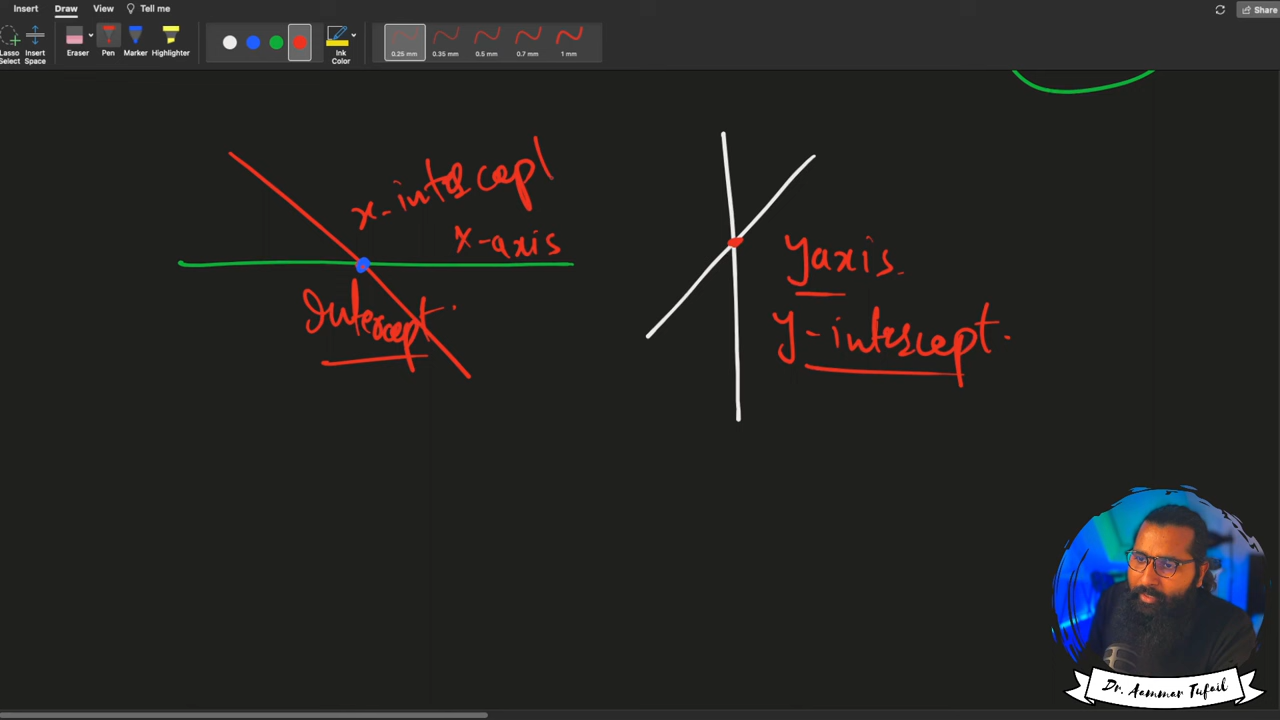 Insert
Draw
View
Tell me
Share
Lasso
Select
Insert
Space
Eraser
Pen
Marker
Highlighter
Ink
Color
0.25 mm
0.35 mm
0.5 mm
0.7 mm
1 mm
x-intercept
x-axis
Intercept.
yaxis.
y-intercept.
Dr. Aammar Tufail